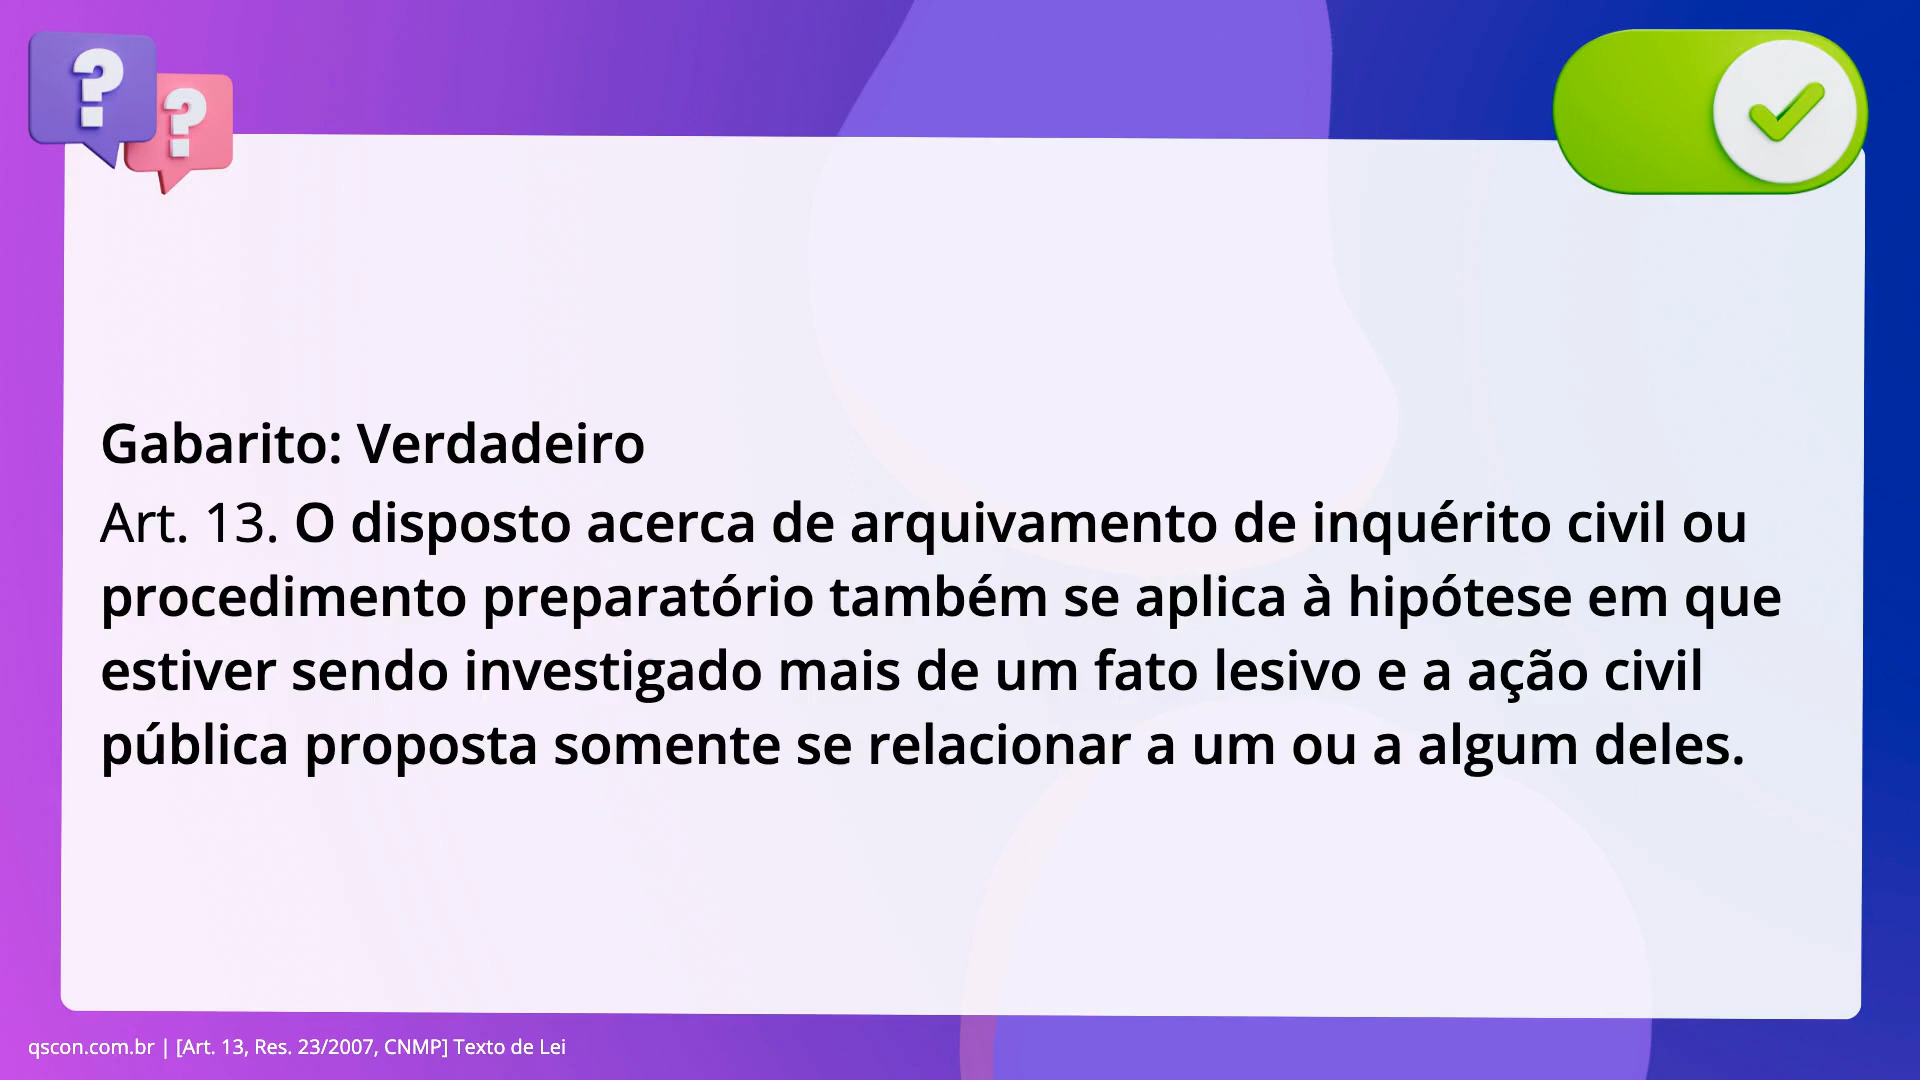 Gabarito: Verdadeiro
Art. 13. O disposto acerca de arquivamento de inquérito civil ou
procedimento preparatório também se aplica à hipótese em que
estiver sendo investigado mais de um fato lesivo e a ação civil
pública proposta somente se relacionar a um ou a algum deles.
qscon.com.br | [Art. 13, Res. 23/2007, CNMP] Texto de Lei